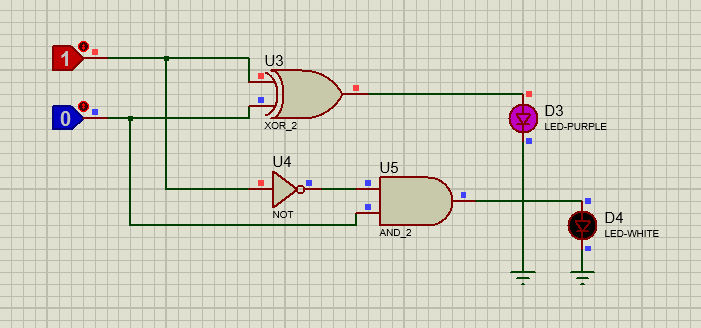 1
U3
XOR_2
0
D3
LED-PURPLE
U4
NOT
U5
AND_2
D4
LED-WHITE